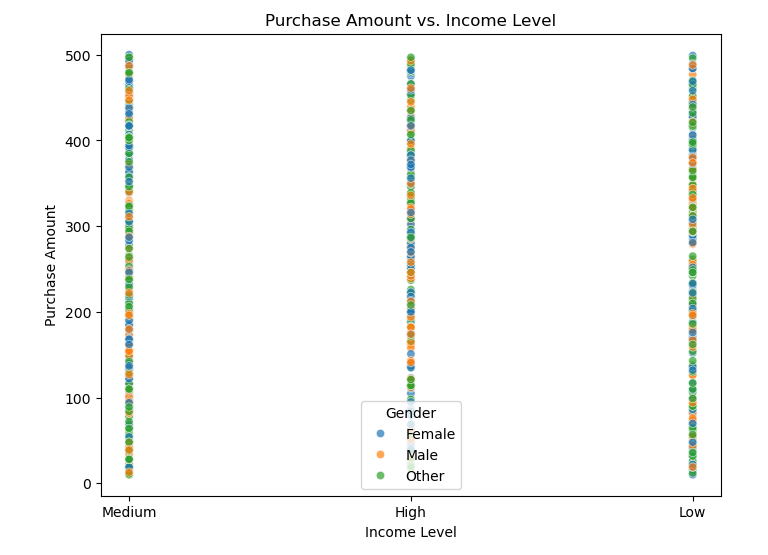 Purchase Amount vs. Income Level
500
400
300
200
100
0
Purchase Amount
Gender
Female
Male
Other
Medium
High
Low
Income Level